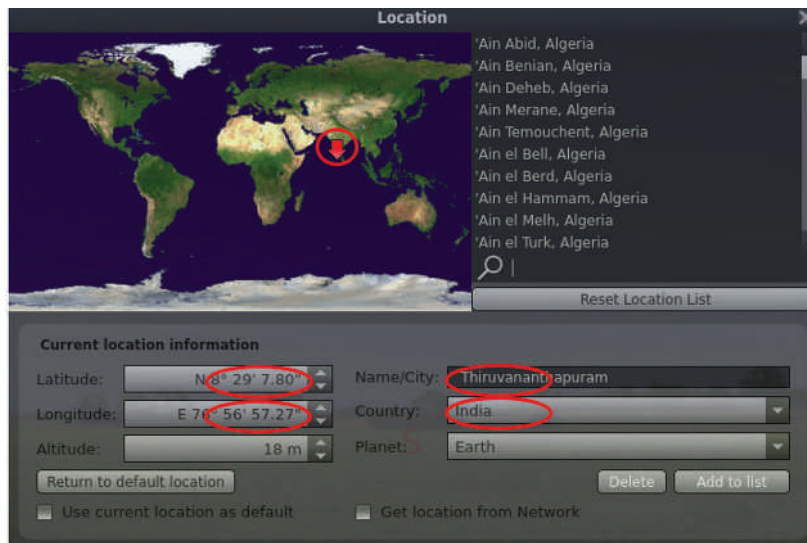 Location
'Ain Abid, Algeria
'Ain Benian, Algeria
'Ain Deheb, Algeria
'Ain Merane, Algeria
'Ain Temouchent, Algeria
'Ain el Bell, Algeria
'Ain el Berd, Algeria
'Ain el Hammam, Algeria
'Ain el Melh, Algeria
'Ain el Turk, Algeria
Reset Location List
Current location information
Latitude: N 8° 29' 7.80" Name/City: Thiruvananthapuram
Longitude: E 76° 56' 57.27" Country: India
Altitude: 18 m Planet: Earth
Return to default location Delete Add to list
Use current location as default Get location from Network